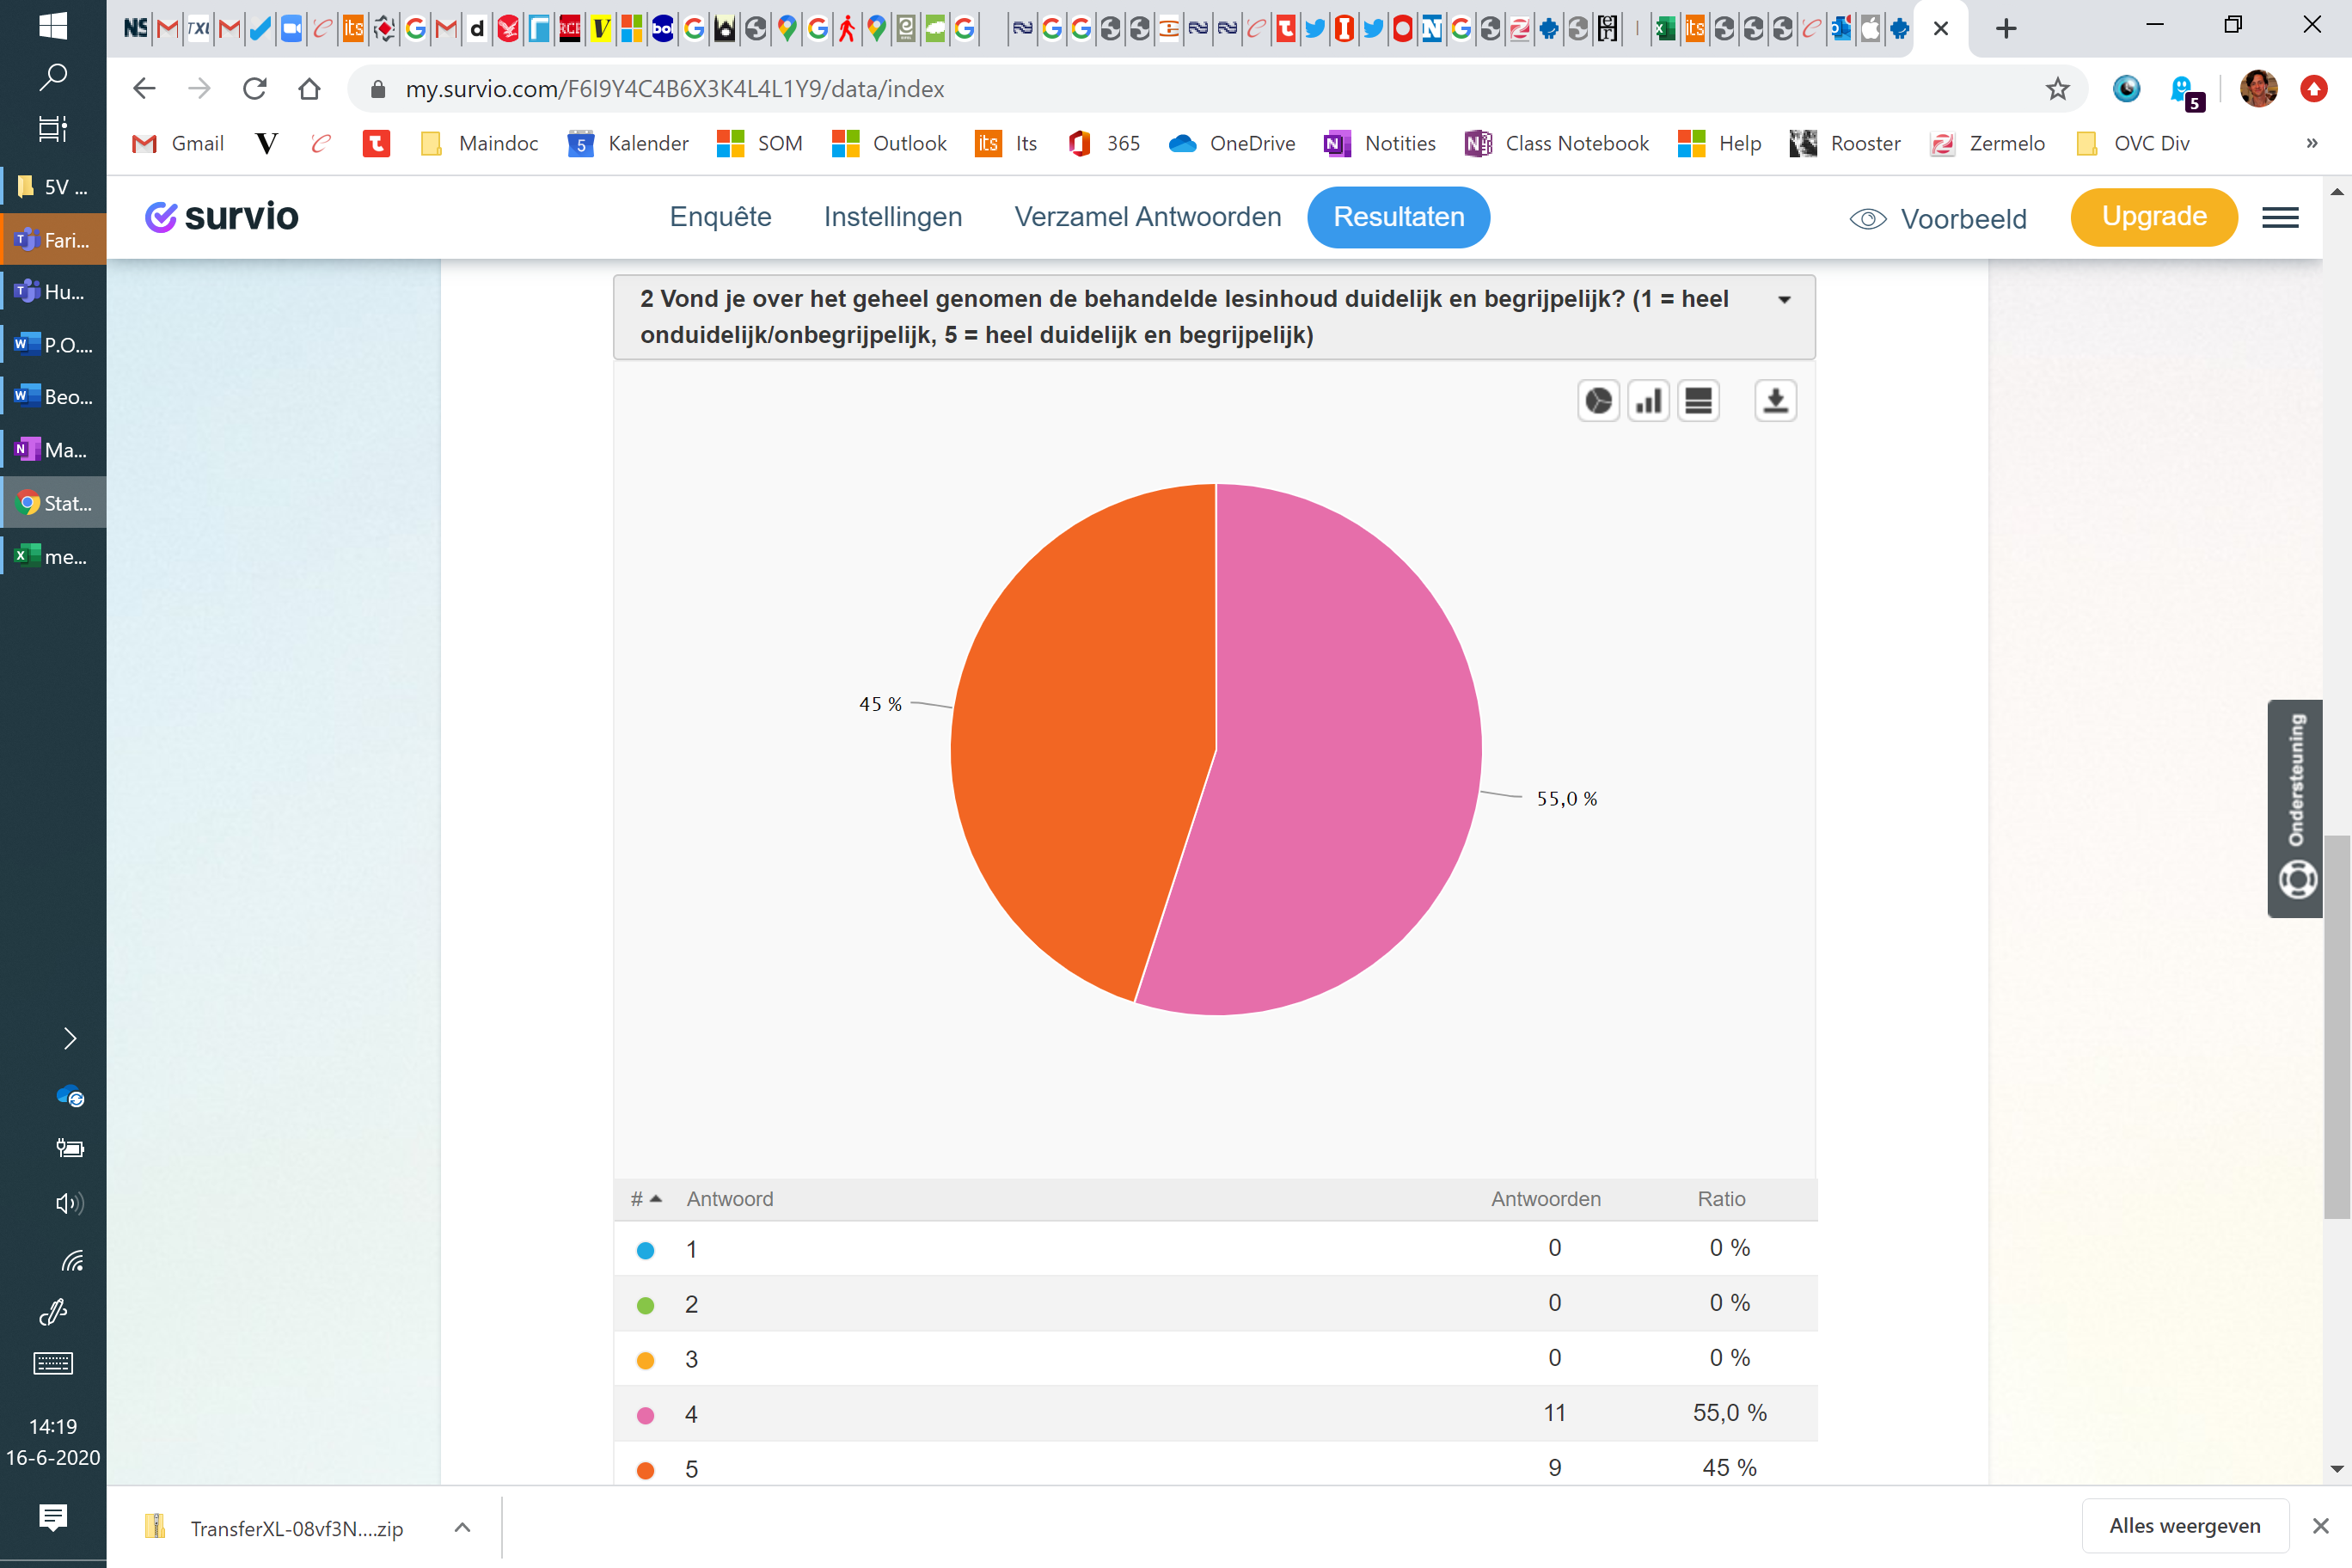 my.survio.com/F6I9Y4C4B6X3K4L4L1Y9/data/index
5
Gmail
Maindoc
5 Kalender
SOM
Outlook
its Its
365
OneDrive
N Notities
N Class Notebook
Help
Rooster
Zermelo
OVC Div
»
5V ...
Fari...
Hu...
P.O....
Beo...
Ma...
Stat...
me...
survio
Enquête
Instellingen
Verzamel Antwoorden
Resultaten
Voorbeeld
Upgrade
2 Vond je over het geheel genomen de behandelde lesinhoud duidelijk en begrijpelijk? (1 = heel
onduidelijk/onbegrijpelijk, 5 = heel duidelijk en begrijpelijk)
45 %
55,0 %
Ondersteuning
# Antwoord Antwoorden Ratio
1 0 0 %
2 0 0 %
3 0 0 %
4 11 55,0 %
5 9 45 %
14:19
16-6-2020
TransferXL-08vf3N....zip
Alles weergeven